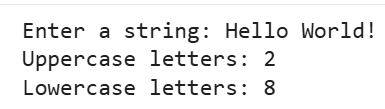 Enter a string: Hello World!
Uppercase letters: 2
Lowercase letters: 8